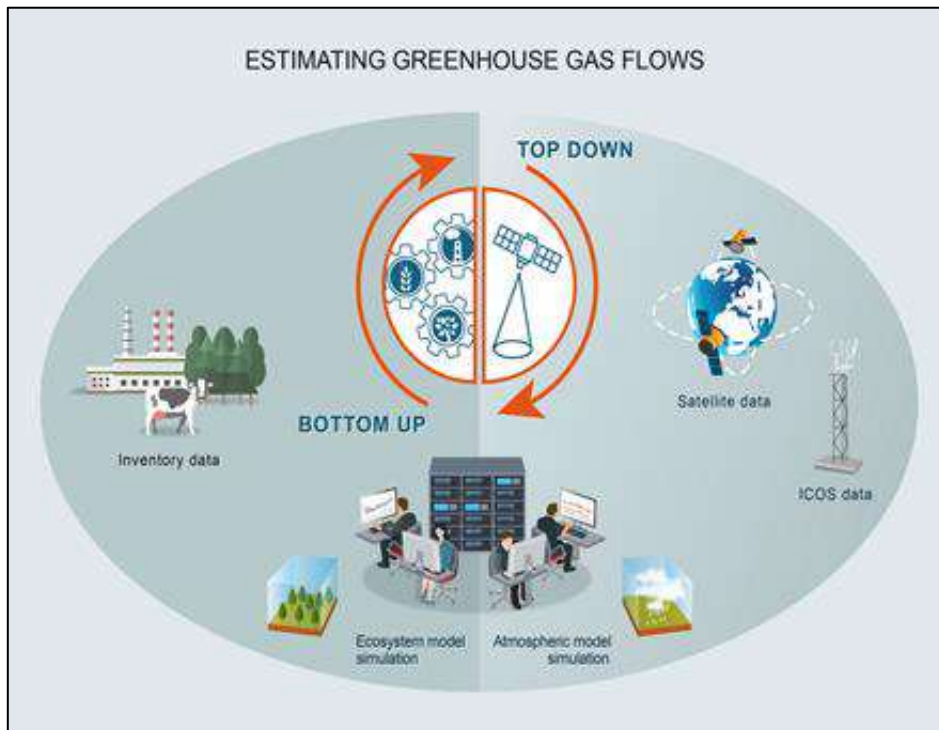 ESTIMATING GREENHOUSE GAS FLOWS
TOP DOWN
BOTTOM UP
Inventory data
Satellite data
ICOS data
Ecosystem model
simulation
Atmospheric model
simulation